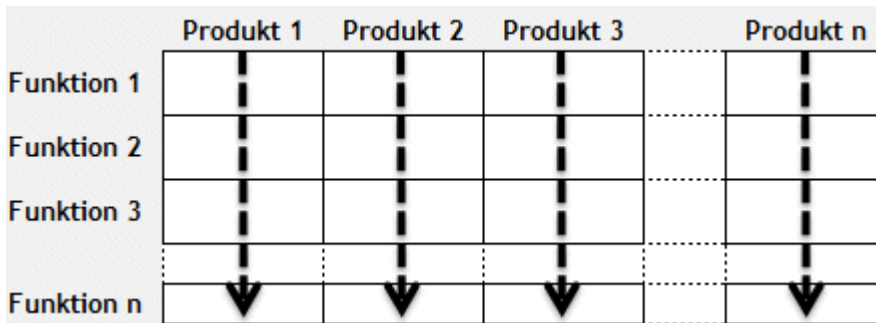 Produkt 1 Produkt 2 Produkt 3 Produkt n
Funktion 1
Funktion 2
Funktion 3
Funktion n